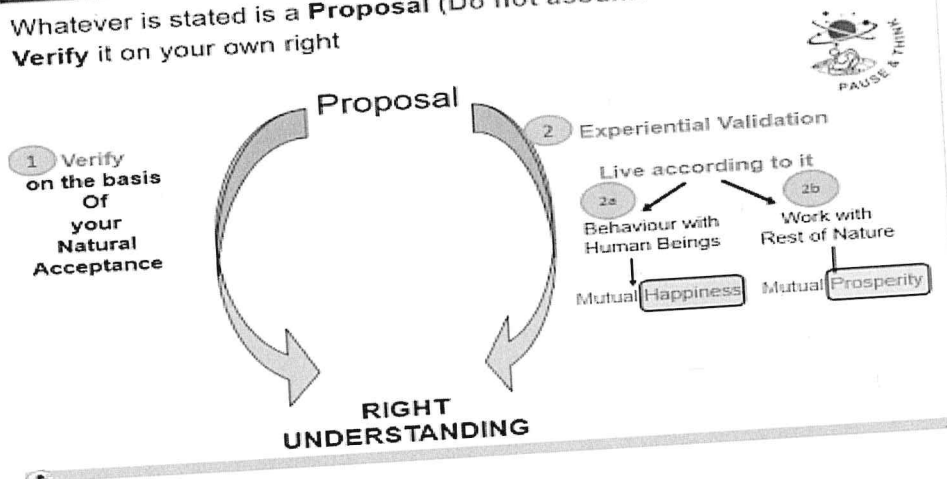 Whatever is stated is a Proposal (Do not
Verify it on your own right
PAUSE & THINK
Proposal
1 Verify
on the basis
Of
your
Natural
Acceptance
2 Experiential Validation
Live according to it
2a
2b
Behaviour with
Human Beings
Work with
Rest of Nature
Mutual Happiness
Mutual Prosperity
RIGHT
UNDERSTANDING